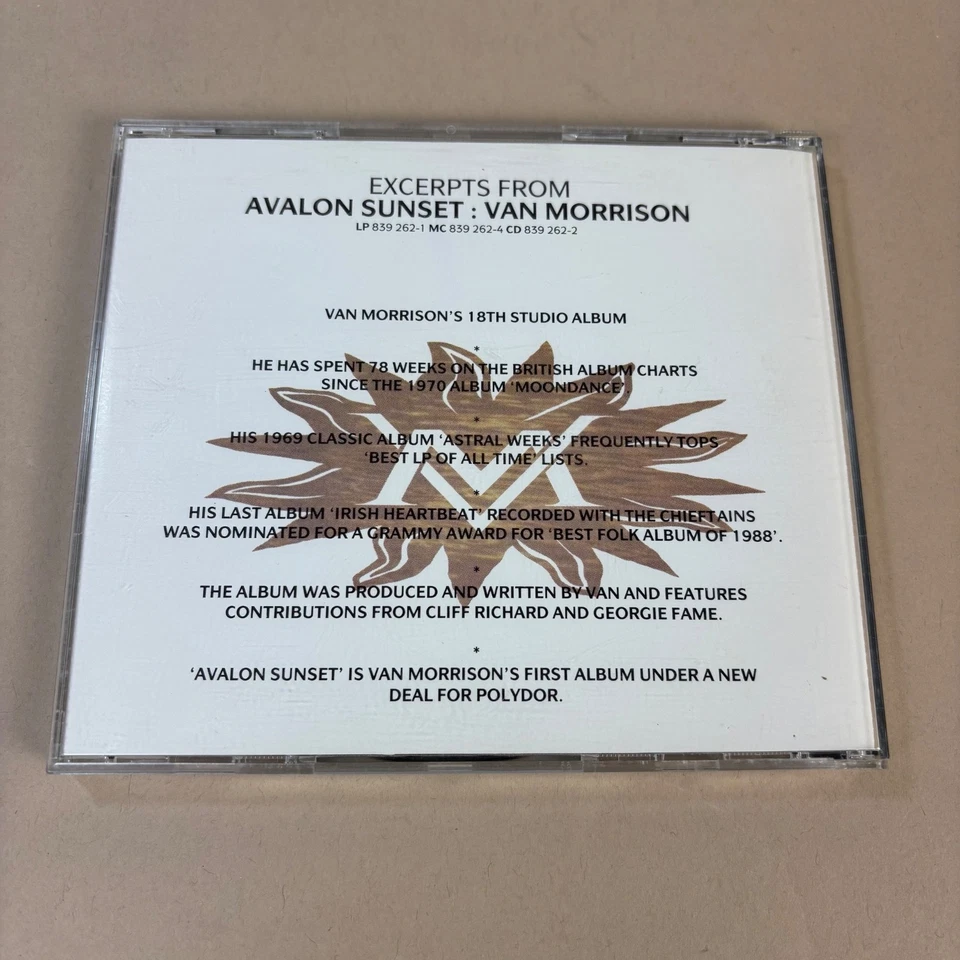 EXCERPTS FROM
AVALON SUNSET : VAN MORRISON
LP 839 262-1 MC 839 262-4 CD 839 262-2
VAN MORRISON'S 18TH STUDIO ALBUM
*
HE HAS SPENT 78 WEEKS ON THE BRITISH ALBUM CHARTS
SINCE THE 1970 ALBUM 'MOONDANCE'.
*
HIS 1969 CLASSIC ALBUM 'ASTRAL WEEKS' FREQUENTLY TOPS
'BEST LP OF ALL TIME' LISTS.
*
HIS LAST ALBUM 'IRISH HEARTBEAT' RECORDED WITH THE CHIEFTAINS
WAS NOMINATED FOR A GRAMMY AWARD FOR 'BEST FOLK ALBUM OF 1988'.
*
THE ALBUM WAS PRODUCED AND WRITTEN BY VAN AND FEATURES
CONTRIBUTIONS FROM CLIFF RICHARD AND GEORGIE FAME.
*
'AVALON SUNSET' IS VAN MORRISON'S FIRST ALBUM UNDER A NEW
DEAL FOR POLYDOR.